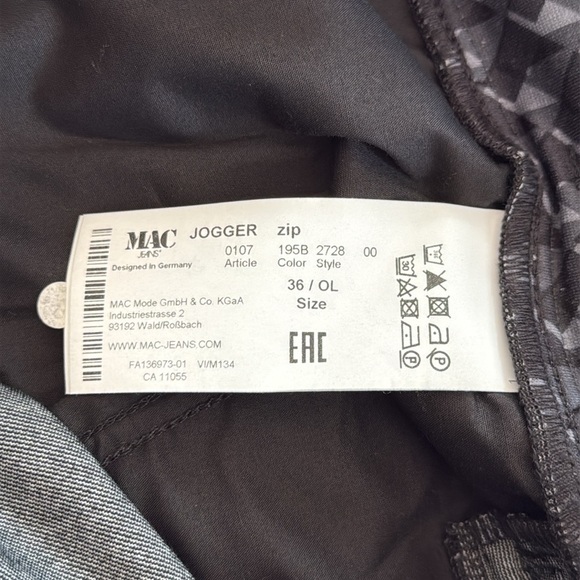 MAC JOGGER zip
JEANS
0107 195B 2728 00
Designed in Germany Article Color Style
36 / OL
Size
MAC Mode GmbH & Co. KGaA
Industriestrasse 2
93192 Wald/Roßbach
WWW.MAC-JEANS.COM
FA136973-01 VI/M134
CA 11055
EAC
30